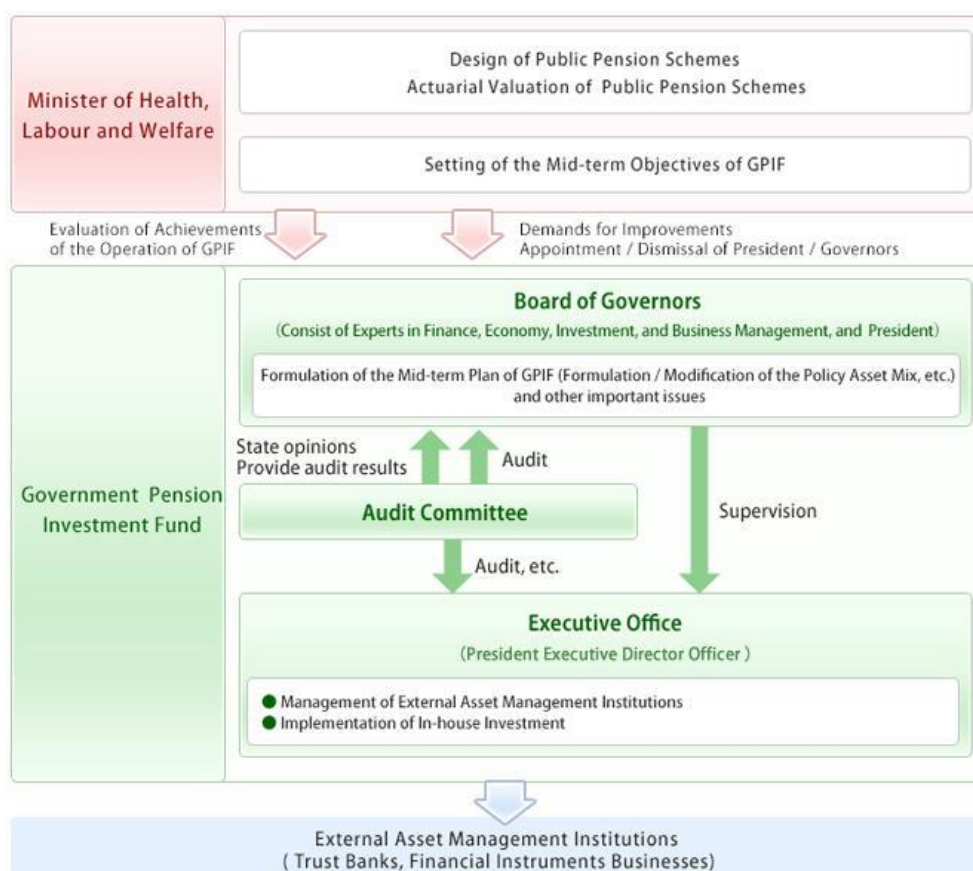 Minister of Health,
Labour and Welfare
Design of Public Pension Schemes
Actuarial Valuation of Public Pension Schemes
Setting of the Mid-term Objectives of GPIF
Evaluation of Achievements
of the Operation of GPIF
Demands for Improvements
Appointment / Dismissal of President / Governors
Government Pension
Investment Fund
Board of Governors
(Consist of Experts in Finance, Economy, Investment, and Business Management, and President)
Formulation of the Mid-term Plan of GPIF (Formulation / Modification of the Policy Asset Mix, etc.)
and other important issues
State opinions
Provide audit results
Audit
Audit Committee
Supervision
Audit, etc.
Executive Office
(President Executive Director Officer )
● Management of External Asset Management Institutions
● Implementation of In-house Investment
External Asset Management Institutions
( Trust Banks, Financial Instruments Businesses)